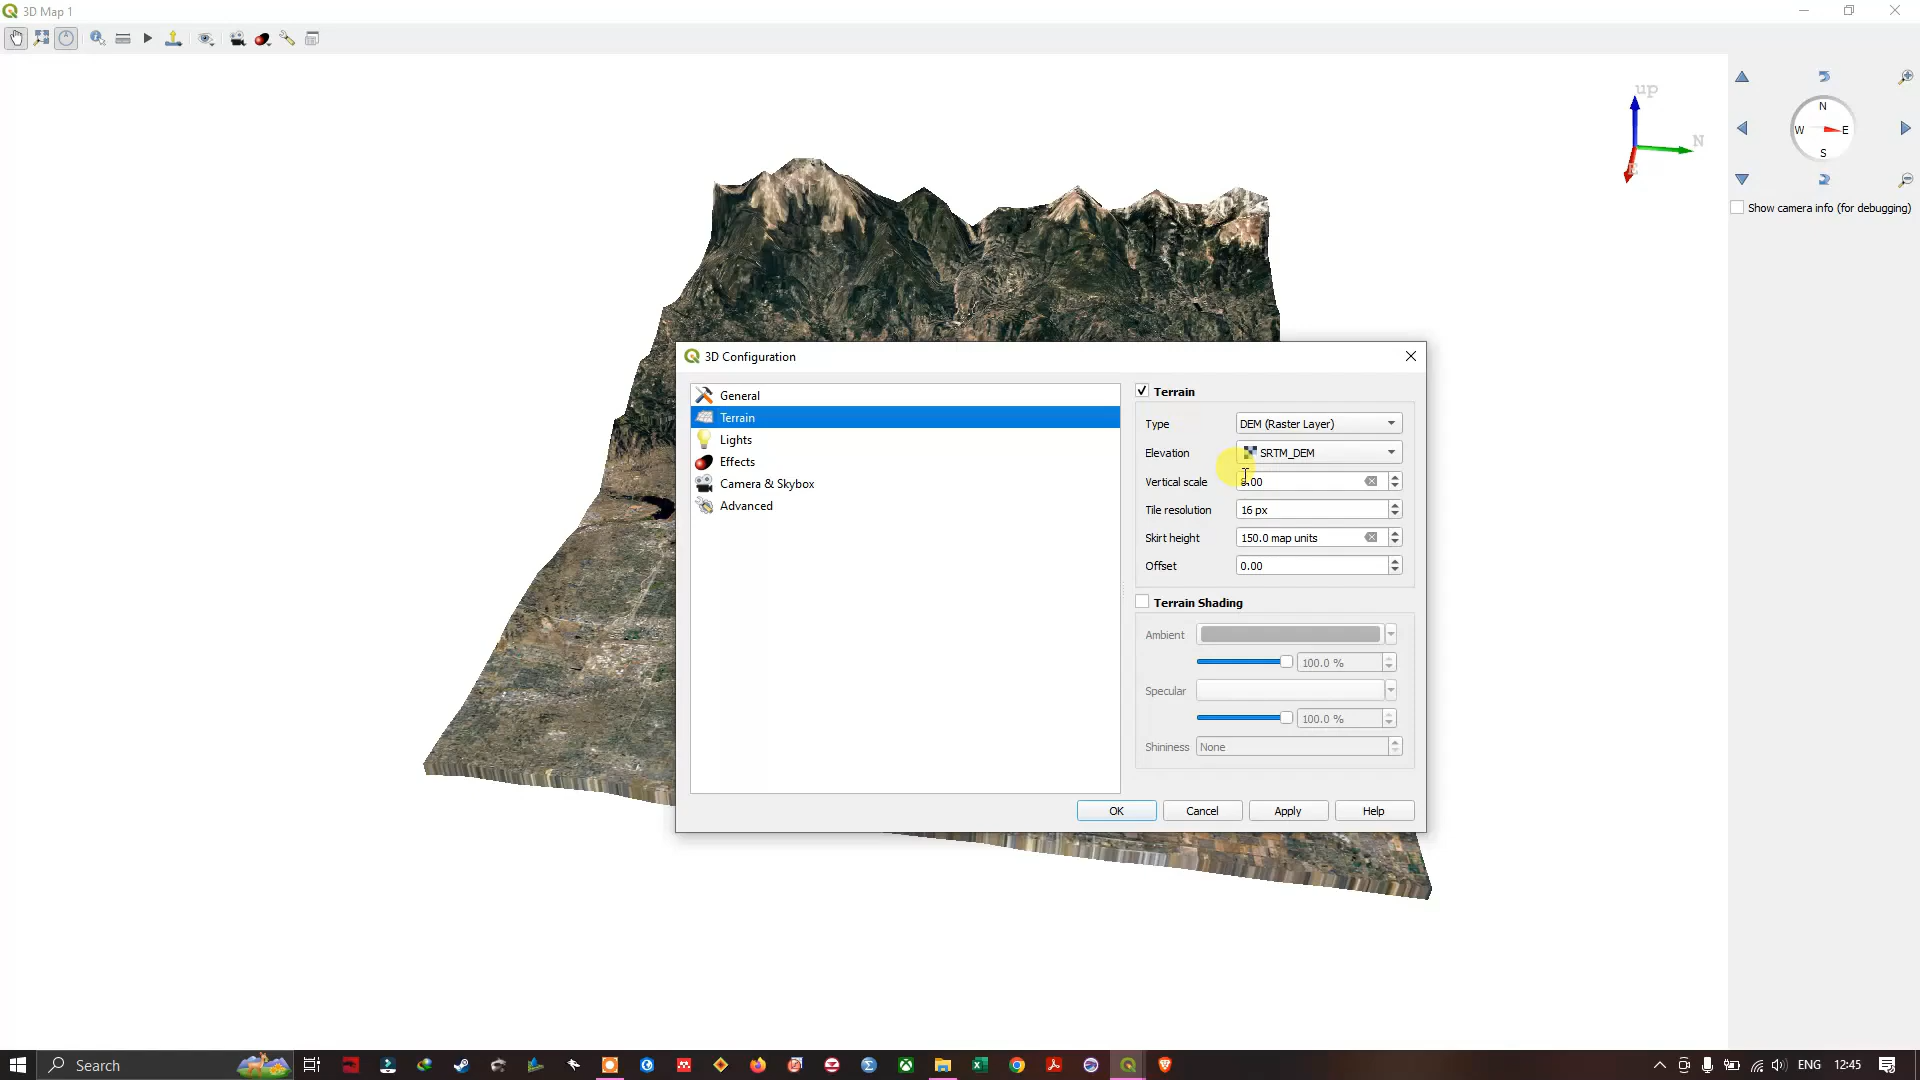 3D Map 1
up
N
N
W
E
S
Show camera info (for debugging)
3D Configuration
General
Terrain
Lights
Effects
Camera & Skybox
Advanced
Terrain
Type
DEM (Raster Layer)
Elevation
SRTM_DEM
Vertical scale
.00
Tile resolution
16 px
Skirt height
150.0 map units
Offset
0.00
Terrain Shading
Ambient
100.0 %
Specular
100.0 %
Shininess
None
OK
Cancel
Apply
Help
Search
ENG
12:45